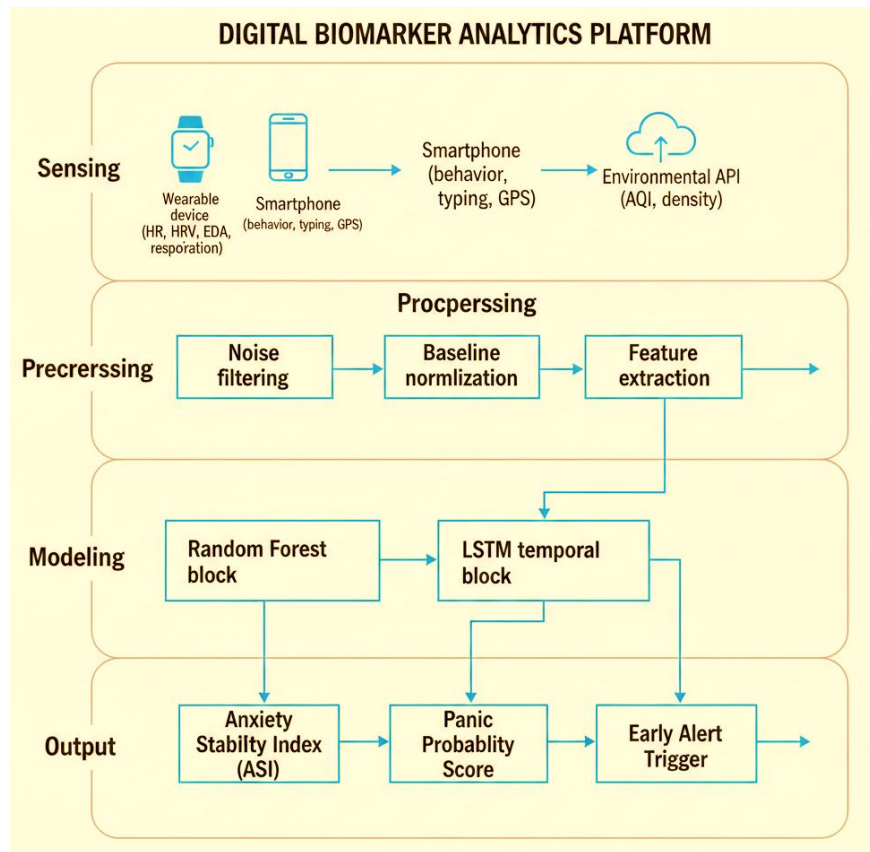 DIGITAL BIOMARKER ANALYTICS PLATFORM
Sensing
Wearable
device
(HR, HRV, EDA,
resporation)
Smartphone
(behavior, typing, GPS)
Smartphone
(behavior,
typing, GPS)
Environmental API
(AQI, density)
Procperssing
Precrerssing
Noise
filtering
Baseline
normlization
Feature
extraction
Modeling
Random Forest
block
LSTM temporal
block
Output
Anxiety
Stabilty Index
(ASI)
Panic
Probablity
Score
Early Alert
Trigger